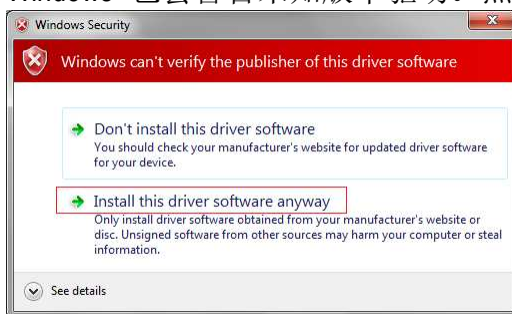 Windows Security
Windows can't verify the publisher of this driver software
Don't install this driver software
You should check your manufacturer's website for updated driver software
for your device.
Install this driver software anyway
Only install driver software obtained from your manufacturer's website or
disc. Unsigned software from other sources may harm your computer or steal
information.
See details